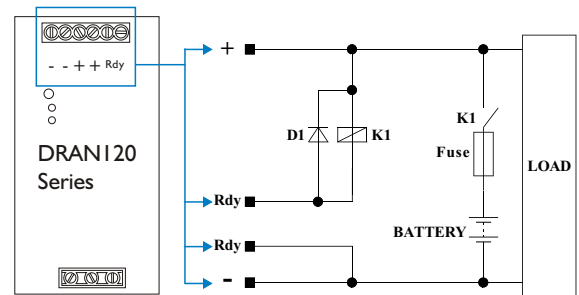 - - + + Rdy
DRAN120
Series
+
D1
K1
K1
Fuse
LOAD
Rdy
Rdy
BATTERY
-